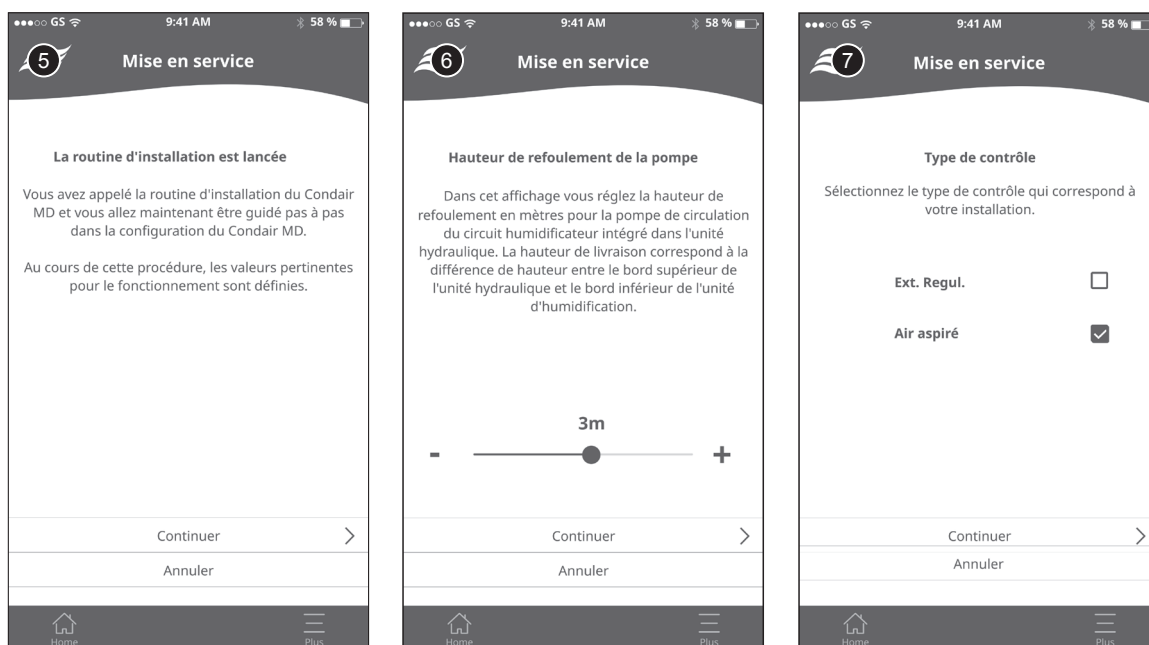 GS 9:41 AM 58 %
5 Mise en service
La routine d'installation est lancée
Vous avez appelé la routine d'installation du Condair
MD et vous allez maintenant être guidé pas à pas
dans la configuration du Condair MD.
Au cours de cette procédure, les valeurs pertinentes
pour le fonctionnement sont définies.
Continuer
Annuler
Home Plus
GS 9:41 AM 58 %
6 Mise en service
Hauteur de refoulement de la pompe
Dans cet affichage vous réglez la hauteur de
refoulement en mètres pour la pompe de circulation
du circuit humidificateur intégré dans l'unité
hydraulique. La hauteur de livraison correspond à la
différence de hauteur entre le bord supérieur de
l'unité hydraulique et le bord inférieur de l'unité
d'humidification.
3m
- +
Continuer
Annuler
Home Plus
GS 9:41 AM 58 %
7 Mise en service
Type de contrôle
Sélectionnez le type de contrôle qui correspond à
votre installation.
Ext. Regul.
Air aspiré
Continuer
Annuler
Home Plus